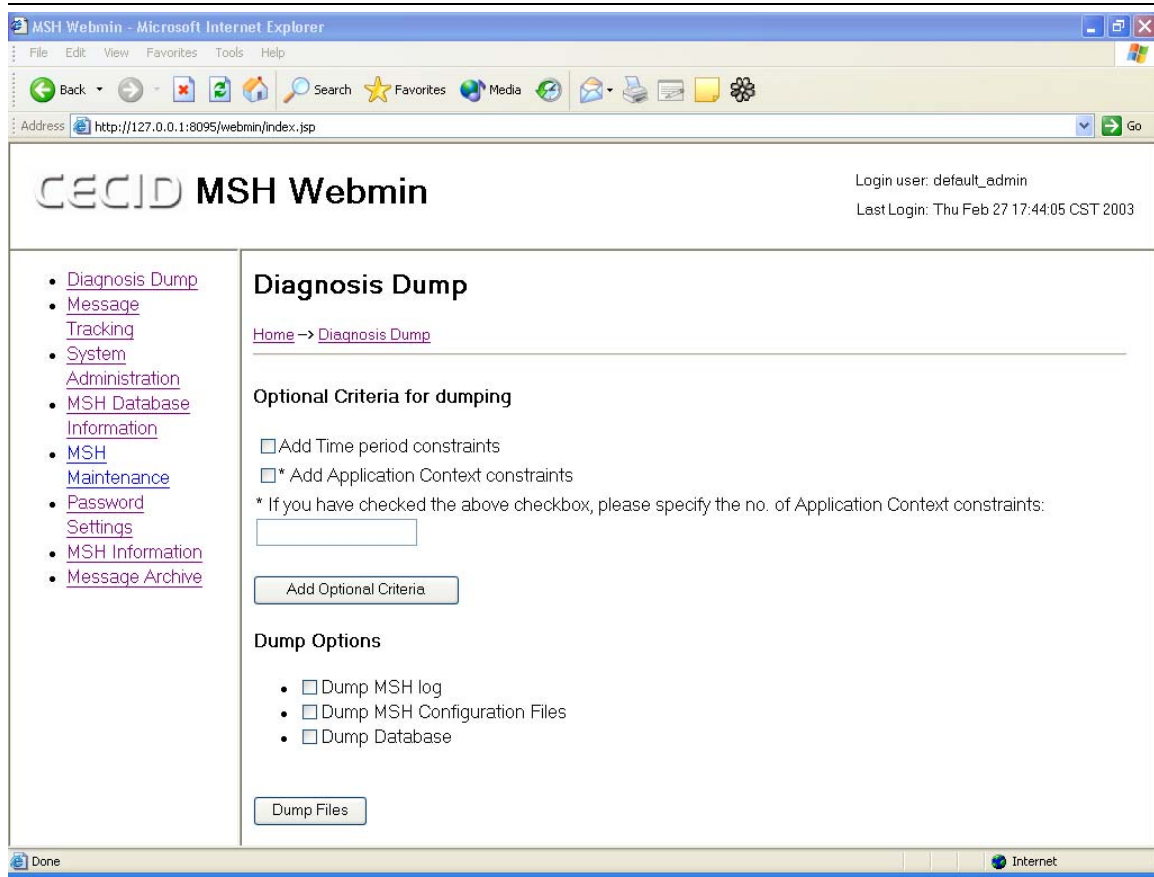 MSH Webmin - Microsoft Internet Explorer
File Edit View Favorites Tools Help
Back Search Favorites Media
Address http://127.0.0.1:8095/webmin/index.jsp Go
CECID MSH Webmin
Login user: default_admin
Last Login: Thu Feb 27 17:44:05 CST 2003
Diagnosis Dump
Message
Tracking
System
Administration
MSH Database
Information
MSH
Maintenance
Password
Settings
MSH Information
Message Archive
Diagnosis Dump
Home --> Diagnosis Dump
Optional Criteria for dumping
Add Time period constraints
* Add Application Context constraints
* If you have checked the above checkbox, please specify the no. of Application Context constraints:
Add Optional Criteria
Dump Options
Dump MSH log
Dump MSH Configuration Files
Dump Database
Dump Files
Done Internet